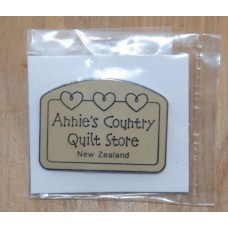 Annie's Country
Quilt Store
New Zealand